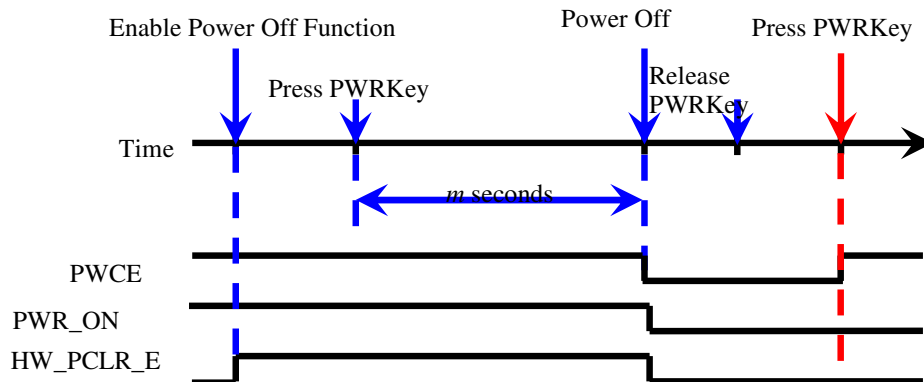 Power Off
Enable Power Off Function
Press PWRKey
Press PWRKey
Release
PWRKey
Time
m seconds
PWCE
PWR_ON
HW_PCLR_E